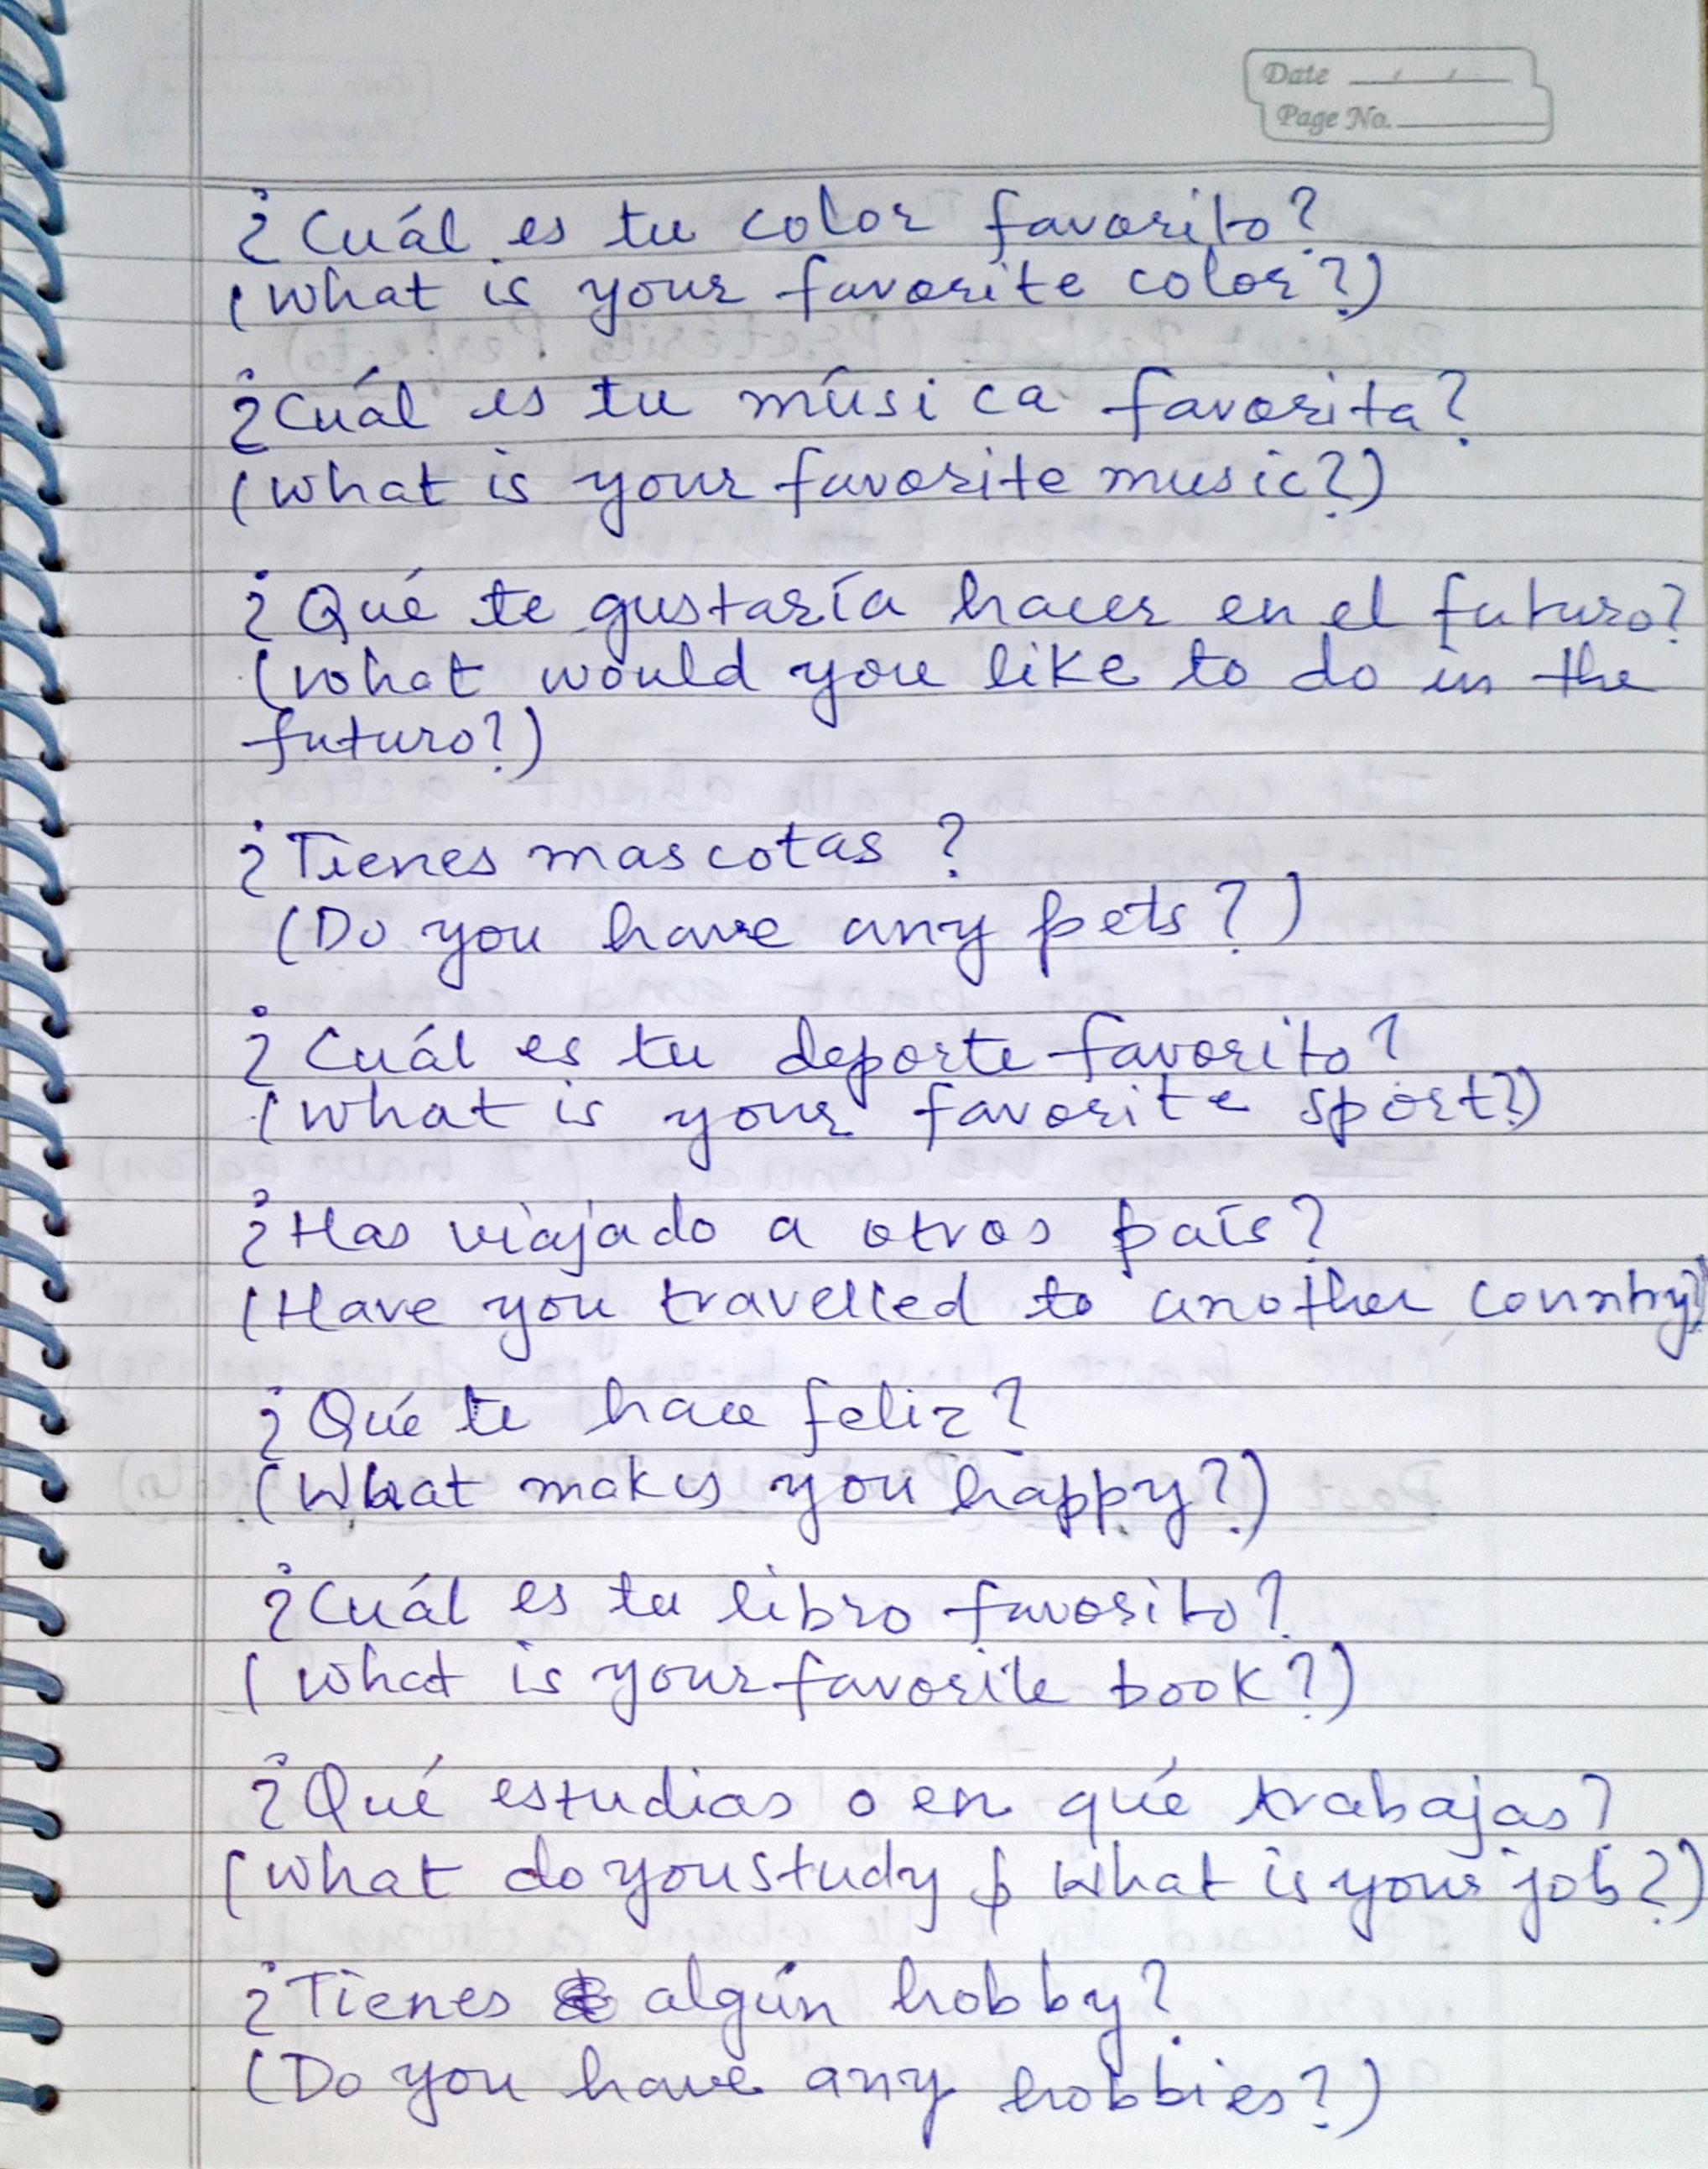 Date
Page No.
¿Cuál es tu color favorito?
(What is your favorite color?)
¿Cuál es tu música favorita?
(What is your favorite music?)
¿Qué te gustaría hacer en el futuro?
(What would you like to do in the
futuro?)
¿Tienes mascotas?
(Do you have any pets?)
¿Cuál es tu deporte favorito?
(What is your favorite sport?)
¿Has viajado a otros país?
(Have you travelled to another country?)
¿Qué te hace feliz?
(What makes you happy?)
¿Cuál es tu libro favorito?
(What is your favorite book?)
¿Qué estudias o en qué trabajas?
(What do you study / What is your job?)
¿Tienes algún hobby?
(Do you have any hobbies?)